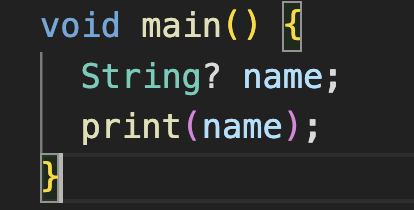 void main() {
  String? name;
  print(name);
}